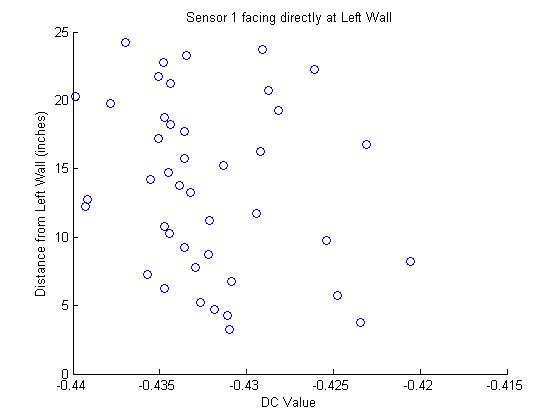 Sensor 1 facing directly at Left Wall
25
20
15
10
5
0
Distance from Left Wall (inches)
-0.44 -0.435 -0.43 -0.425 -0.42 -0.415
DC Value